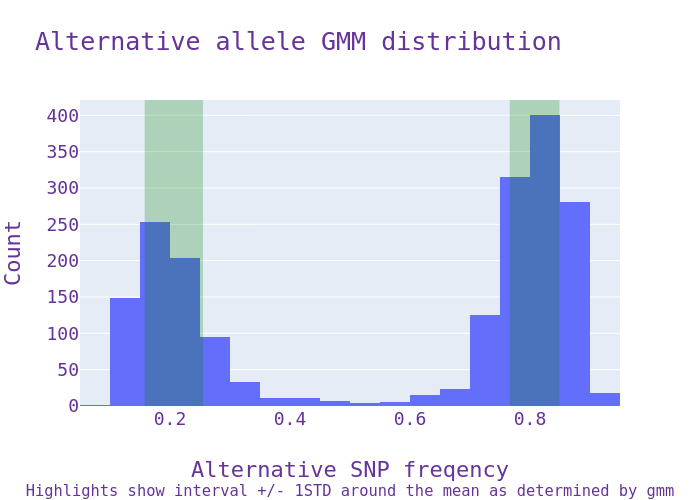 Alternative allele GMM distribution
400
350
300
250
200
150
100
50
0
Count
0.2 0.4 0.6 0.8
Alternative SNP freqency
Highlights show interval +/- 1STD around the mean as determined by gmm